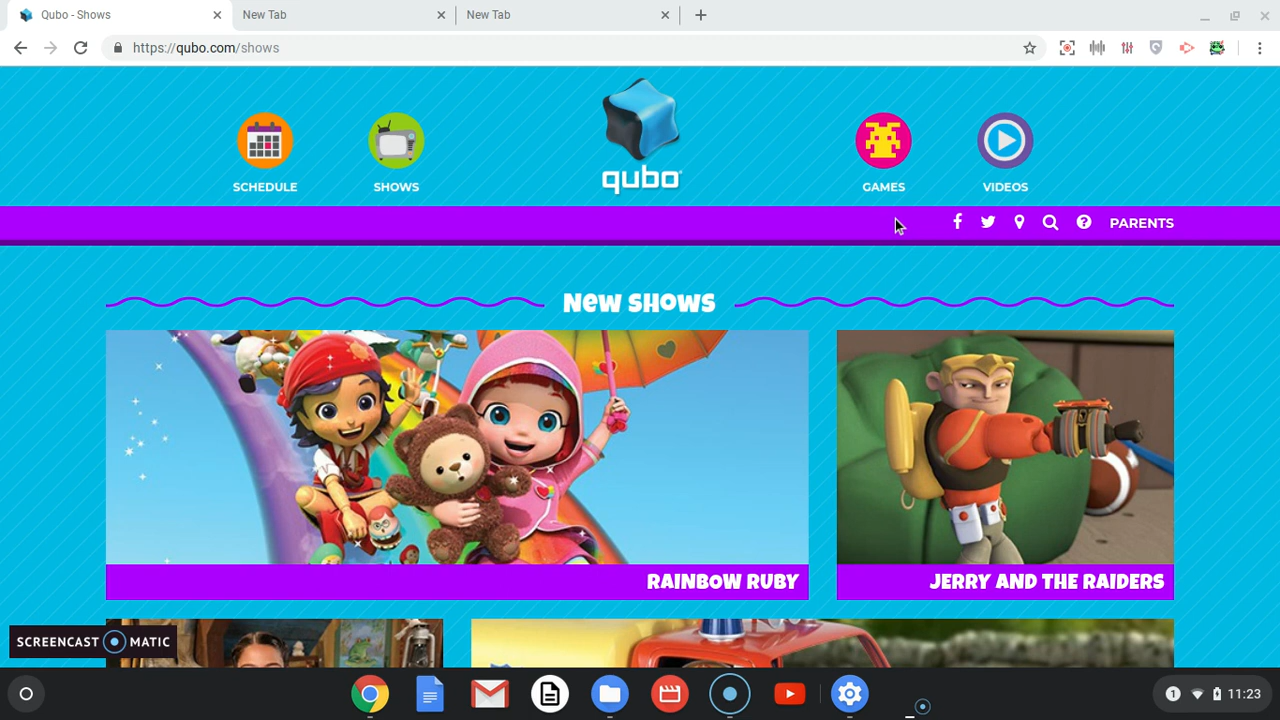 Qubo - Shows
New Tab
New Tab
https://qubo.com/shows
SCHEDULE
SHOWS
qubo
GAMES
VIDEOS
PARENTS
New Shows
RAINBOW RUBY
JERRY AND THE RAIDERS
SCREENCAST MATIC
1
11:23